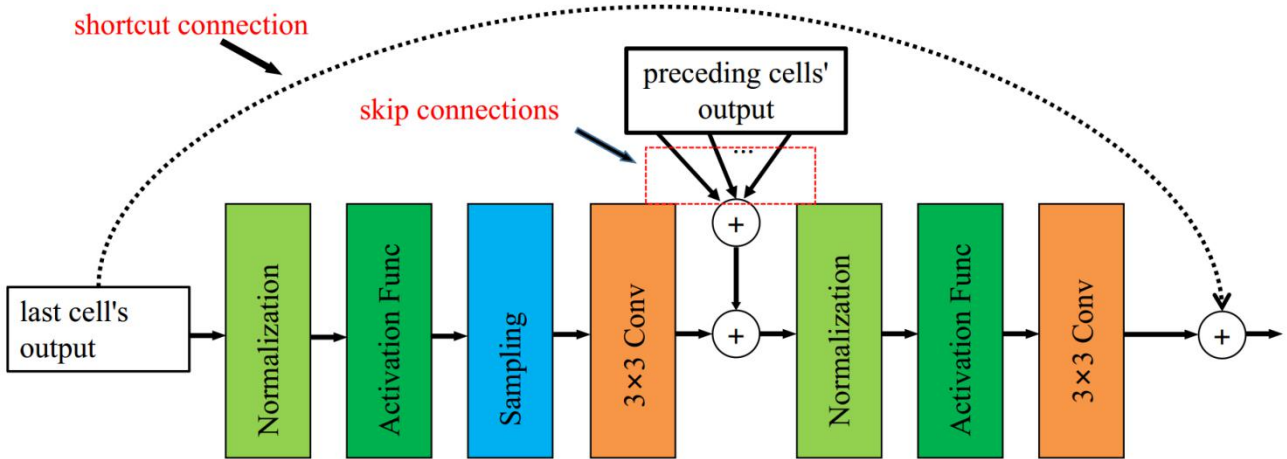 shortcut connection
preceding cells'
output
...
skip connections
+
last cell's
output
Normalization
Activation Func
Sampling
3×3 Conv
+
Normalization
Activation Func
3×3 Conv
+